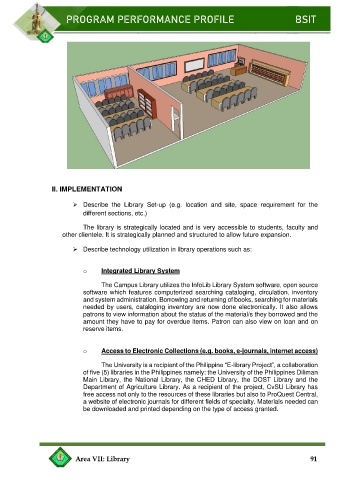 PROGRAM PERFORMANCE PROFILE BSIT
II. IMPLEMENTATION
➢ Describe the Library Set-up (e.g. location and site, space requirement for the
different sections, etc.)
The library is strategically located and is very accessible to students, faculty and
other clientele. It is strategically planned and structured to allow future expansion.
➢ Describe technology utilization in library operations such as:
o Integrated Library System
The Campus Library utilizes the InfoLib Library System software, open source
software which features computerized searching cataloging, circulation, inventory
and system administration. Borrowing and returning of books, searching for materials
needed by users, cataloging inventory are now done electronically. It also allows
patrons to view information about the status of the material/s they borrowed and the
amount they have to pay for overdue items. Patron can also view on loan and on
reserve items.
o Access to Electronic Collections (e.g. books, e-journals, internet access)
The University is a recipient of the Philippine "E-library Project", a collaboration
of five (5) libraries in the Philippines namely: the University of the Philippines Diliman
Main Library, the National Library, the CHED Library, the DOST Library and the
Department of Agriculture Library. As a recipient of the project, CvSU Library has
free access not only to the resources of these libraries but also to ProQuest Central,
a website of electronic journals for different fields of specialty. Materials needed can
be downloaded and printed depending on the type of access granted.
Area VII: Library 91